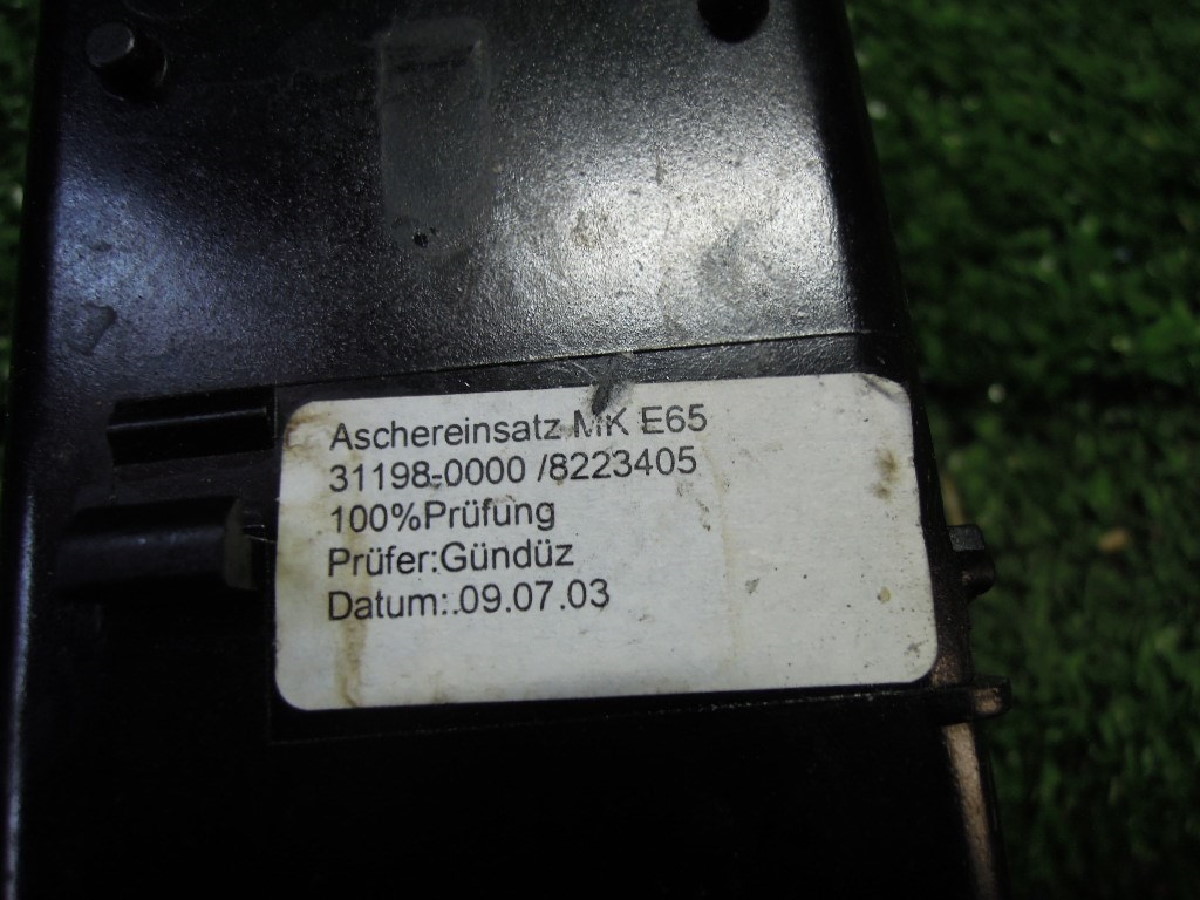 Aschereinsatz MK E65
31198-0000 /8223405
100%Prüfung
Prüfer:Gündüz
Datum:.09.07.03